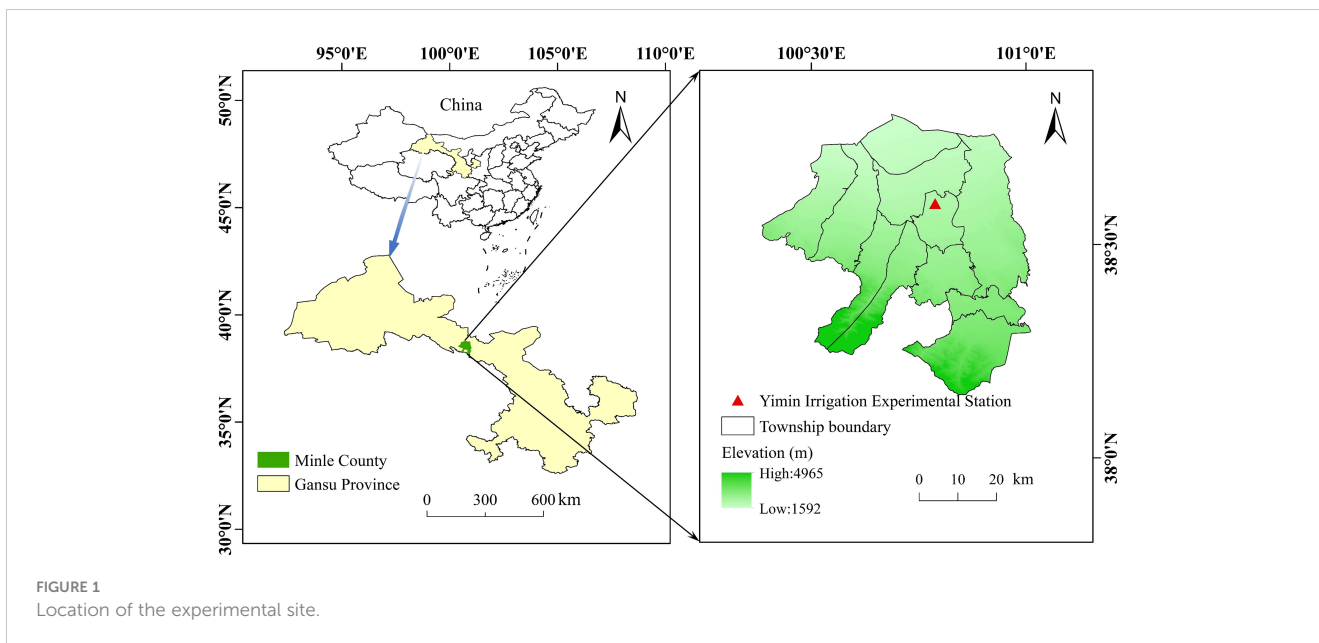 95°0'E 100°0'E 105°0'E 110°0'E
100°30'E 101°0'E
50°0'N
45°0'N
40°0'N
35°0'N
30°0'N
China
N
Minle County
Gansu Province
0 300 600 km
N
38°30'N
38°0'N
Yimin Irrigation Experimental Station
Township boundary
Elevation (m)
High:4965
Low:1592
0 10 20 km
FIGURE 1
Location of the experimental site.